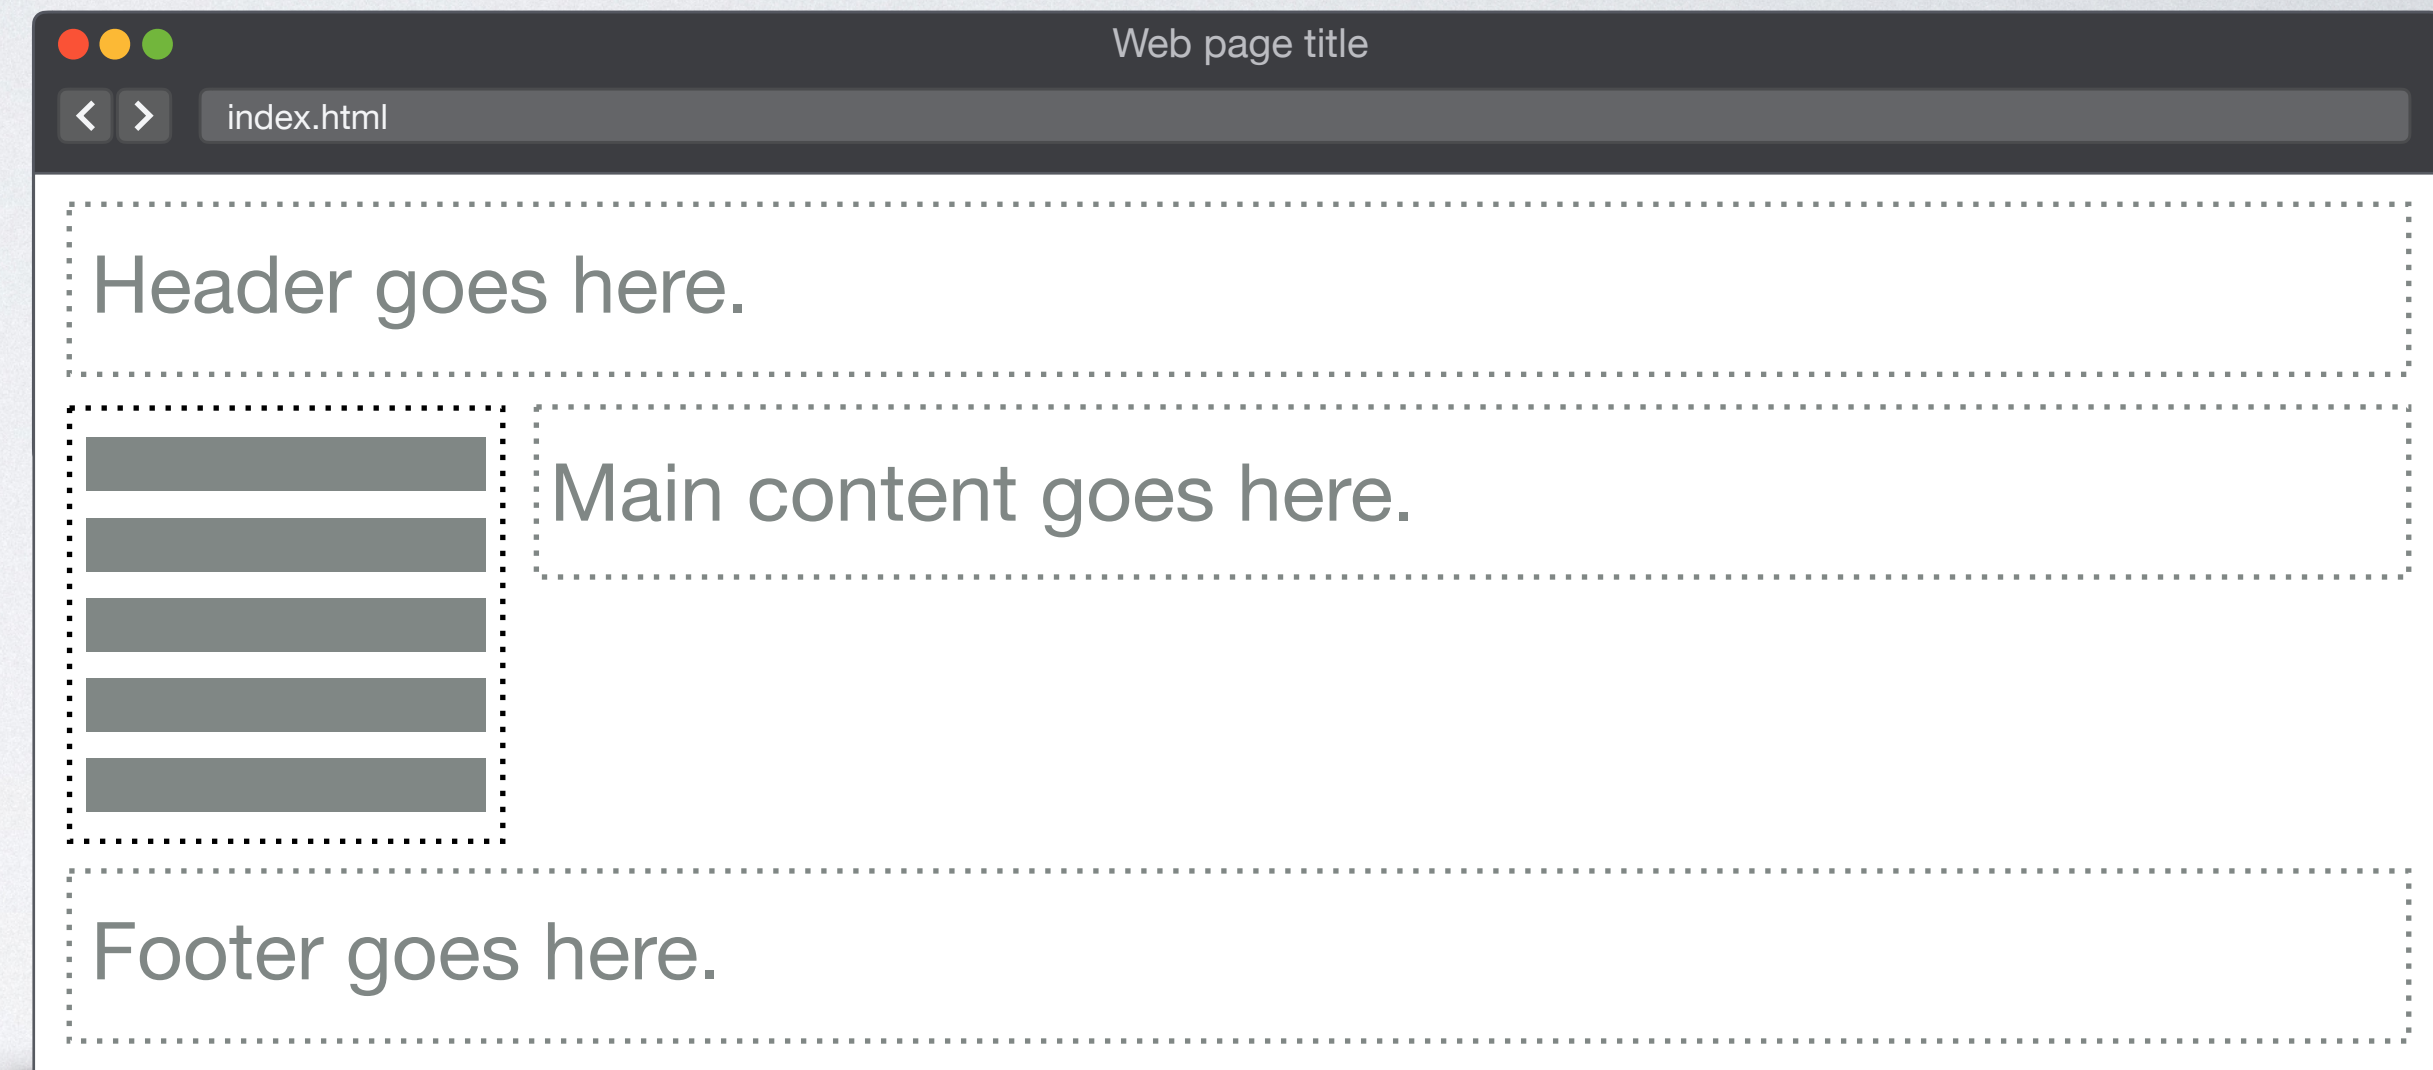 Web page title
index.html
Header goes here.
Main content goes here.
Footer goes here.